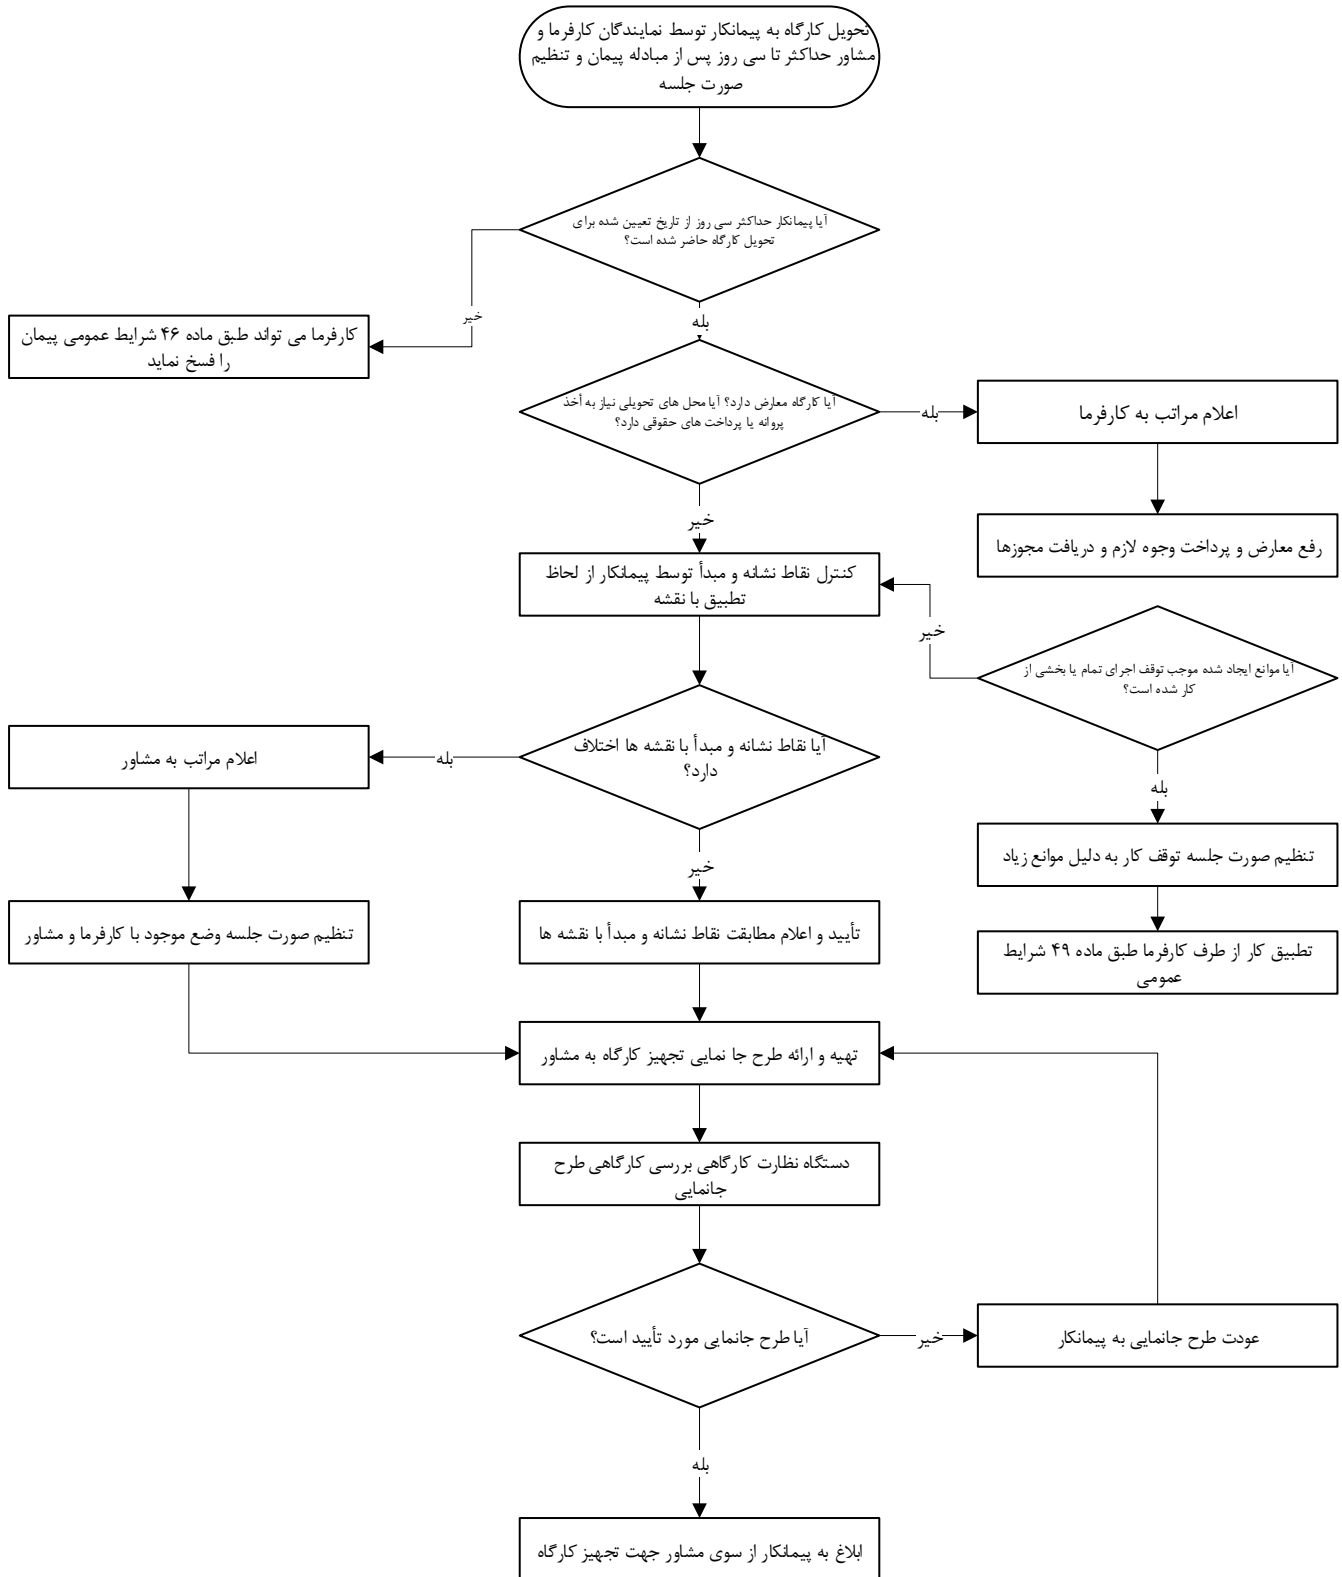 تحویل کارگاه به پیمانکار توسط نمایندگان کارفرما و
مشاور حداکثر تا سی روز پس از مبادله پیمان و تنظیم
صورت جلسه
آیا پیمانکار حداکثر سی روز از تاریخ تعیین شده برای
تحویل کارگاه حاضر شده است؟
خیر
کارفرما می تواند طبق ماده ۴۶ شرایط عمومی پیمان
را فسخ نماید
بله
آیا کارگاه معارض دارد؟ آیا محل های تحویلی نیاز به أخذ
پروانه یا پرداخت های حقوقی دارد؟
بله
اعلام مراتب به کارفرما
رفع معارض و پرداخت وجوه لازم و دریافت مجوزها
خیر
کنترل نقاط نشانه و مبدأ توسط پیمانکار از لحاظ
تطبیق با نقشه
خیر
آیا موانع ایجاد شده موجب توقف اجرای تمام یا بخشی از
کار شده است؟
بله
تنظیم صورت جلسه توقف کار به دلیل موانع زیاد
تطبیق کار از طرف کارفرما طبق ماده ۴۹ شرایط
عمومی
آیا نقاط نشانه و مبدأ با نقشه ها اختلاف
دارد؟
بله
اعلام مراتب به مشاور
تنظیم صورت جلسه وضع موجود با کارفرما و مشاور
خیر
تأیید و اعلام مطابقت نقاط نشانه و مبدأ با نقشه ها
تهیه و ارائه طرح جا نمایی تجهیز کارگاه به مشاور
دستگاه نظارت کارگاهی بررسی کارگاهی طرح
جانمایی
آیا طرح جانمایی مورد تأیید است؟
خیر
عودت طرح جانمایی به پیمانکار
بله
ابلاغ به پیمانکار از سوی مشاور جهت تجهیز کارگاه